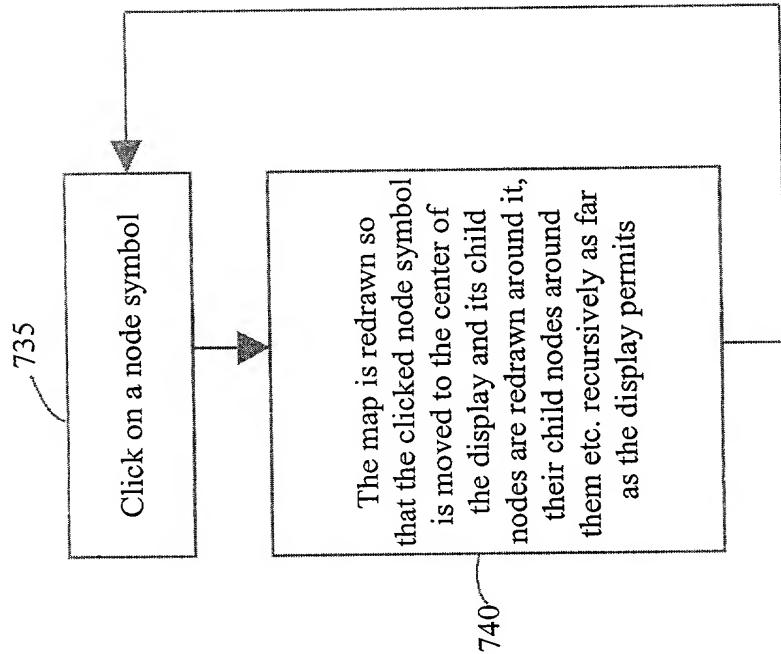 735
Click on a node symbol
The map is redrawn so
that the clicked node symbol
is moved to the center of
the display and its child
nodes are redrawn around it,
their child nodes around
them etc. recursively as far
as the display permits
740